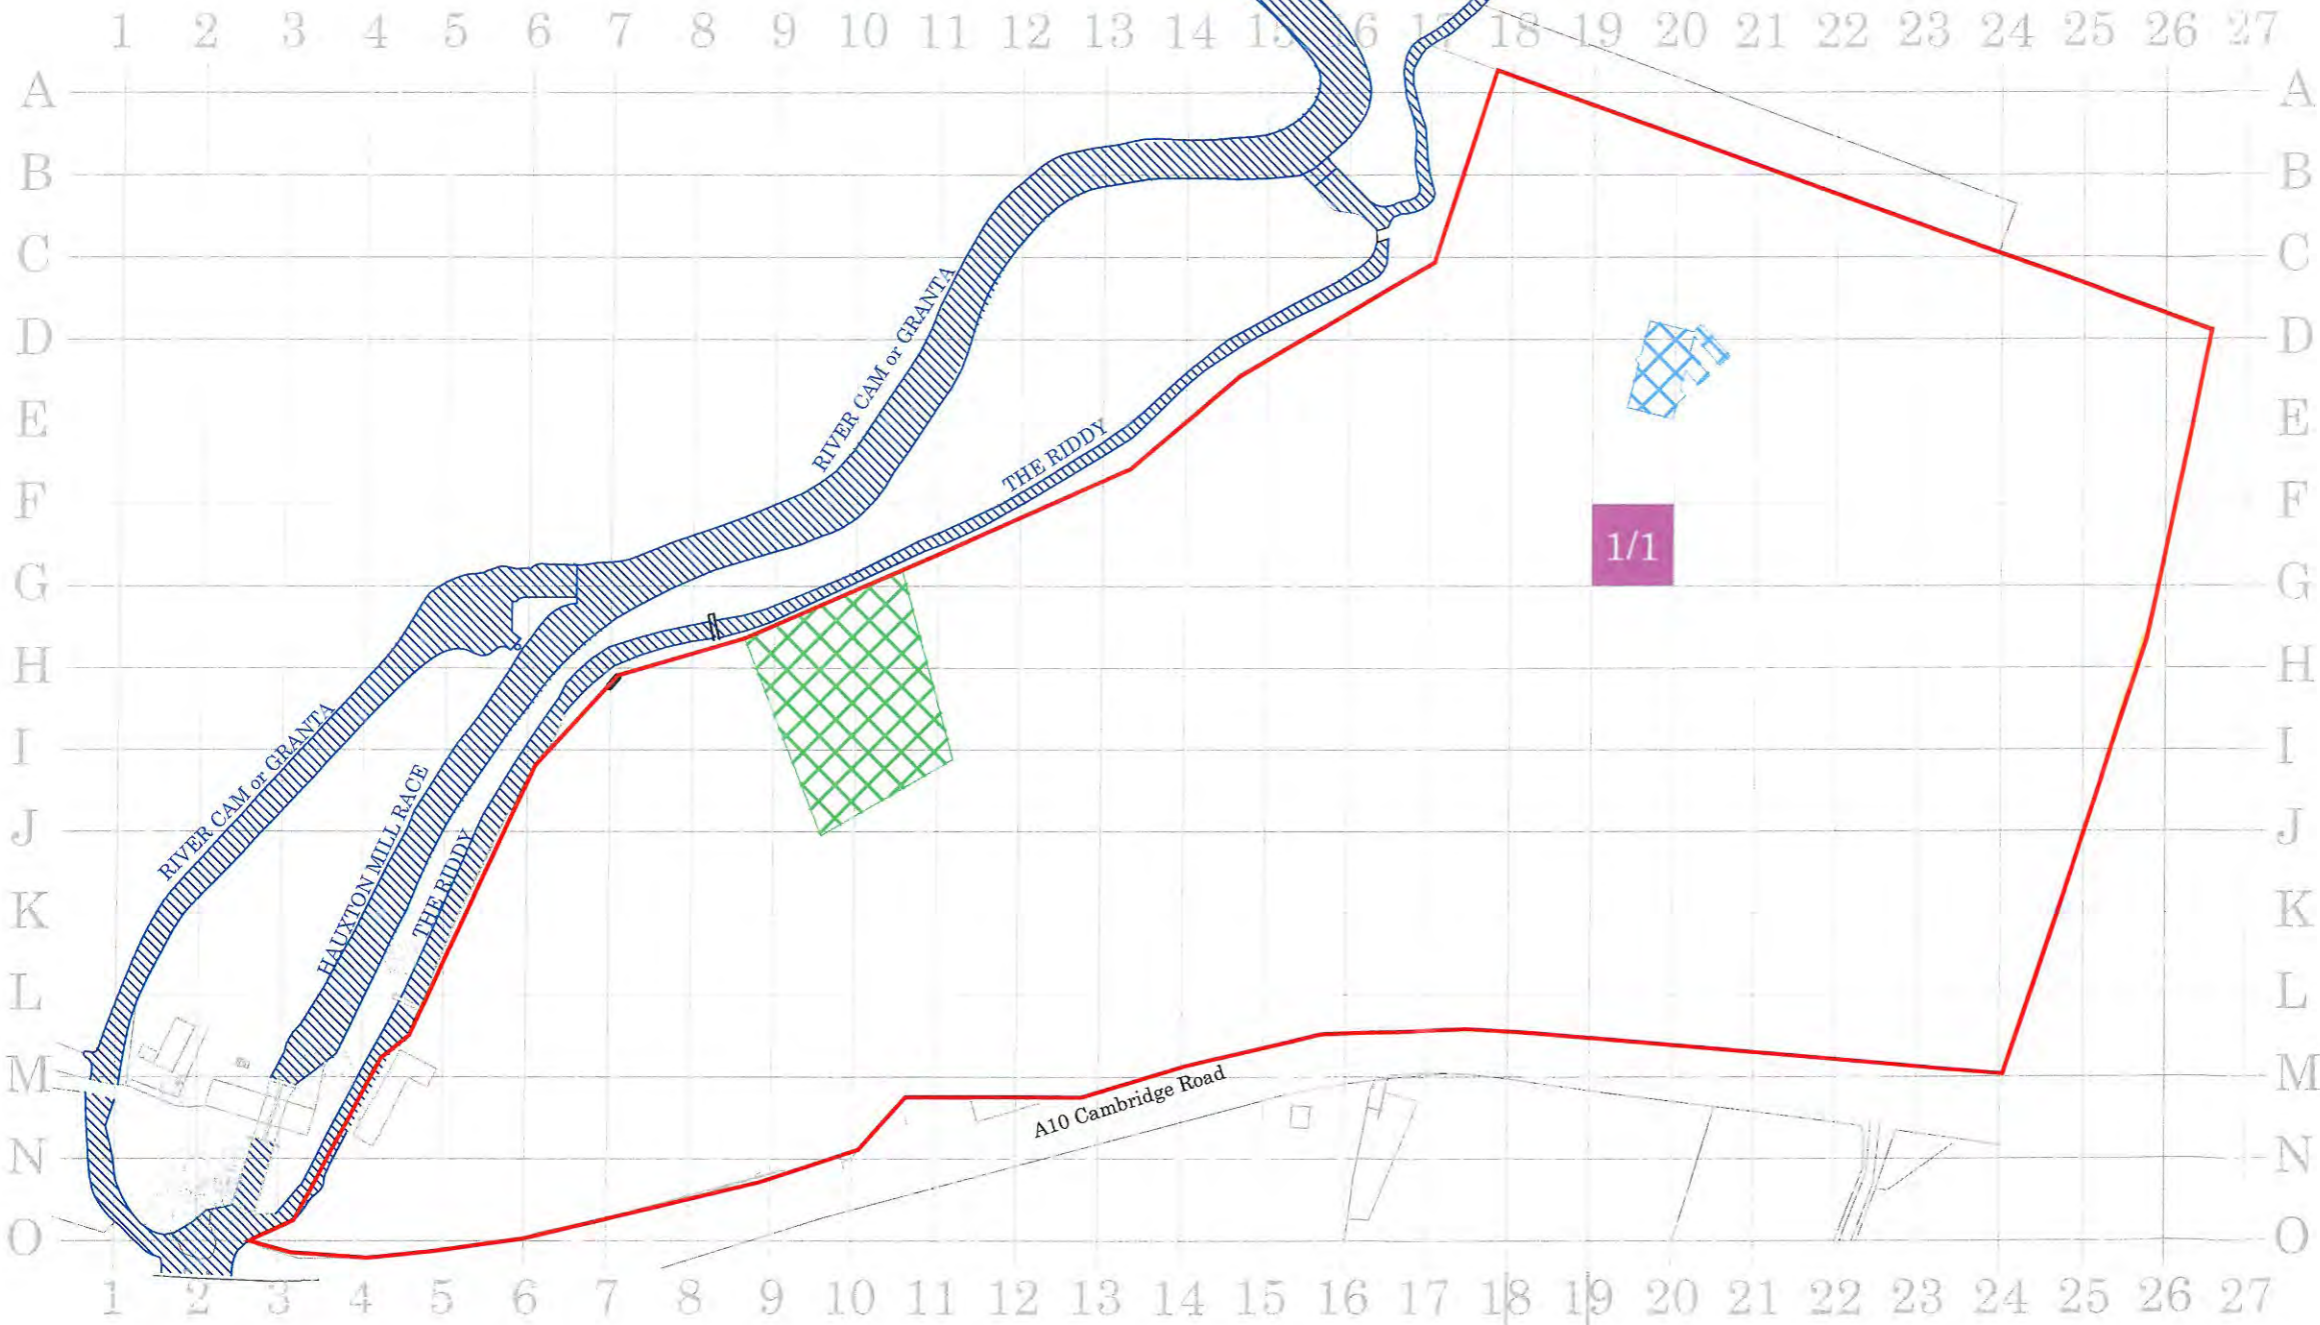 1 2 3 4 5 6 7 8 9 10 11 12 13 14 15 16 17 18 19 20 21 22 23 24 25 26 27
A A
B B
C C
RIVER CAM or GRANTA
D D
E E
THE RIDDY
F F
1/1
G G
H H
RIVER CAM or GRANTA
I I
HAUXTON MILL RACE
J J
THE RIDDY
K K
L L
M M
A10 Cambridge Road
N N
O O
1 2 3 4 5 6 7 8 9 10 11 12 13 14 15 16 17 18 19 20 21 22 23 24 25 26 27